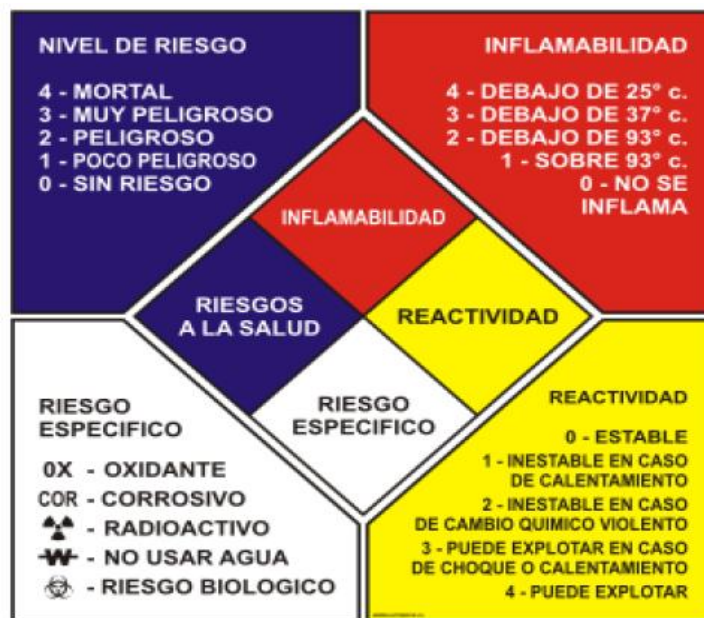 NIVEL DE RIESGO
4 - MORTAL
3 - MUY PELIGROSO
2 - PELIGROSO
1 - POCO PELIGROSO
0 - SIN RIESGO
INFLAMABILIDAD
4 - DEBAJO DE 25° c.
3 - DEBAJO DE 37° c.
2 - DEBAJO DE 93° c.
1 - SOBRE 93° c.
0 - NO SE
INFLAMA
INFLAMABILIDAD
RIESGOS
A LA SALUD
REACTIVIDAD
RIESGO
ESPECIFICO
RIESGO
ESPECIFICO
0X - OXIDANTE
COR - CORROSIVO
- RADIOACTIVO
W - NO USAR AGUA
- RIESGO BIOLOGICO
REACTIVIDAD
0 - ESTABLE
1 - INESTABLE EN CASO
DE CALENTAMIENTO
2 - INESTABLE EN CASO
DE CAMBIO QUIMICO VIOLENTO
3 - PUEDE EXPLOTAR EN CASO
DE CHOQUE O CALENTAMIENTO
4 - PUEDE EXPLOTAR